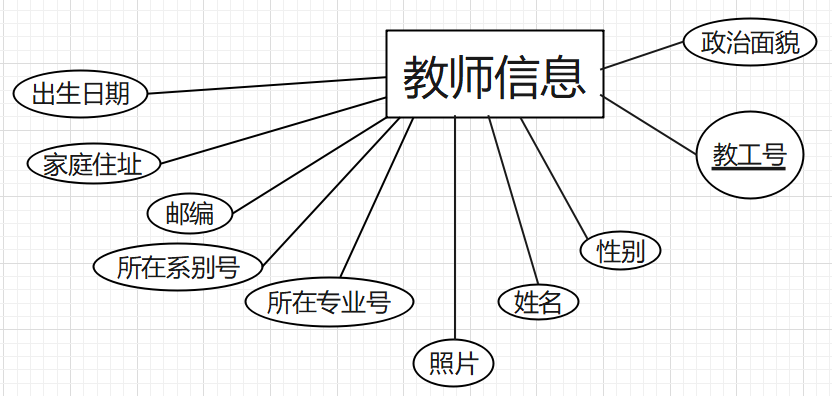 政治面貌
教师信息
出生日期
教工号
家庭住址
邮编
性别
所在系别号
所在专业号
姓名
照片